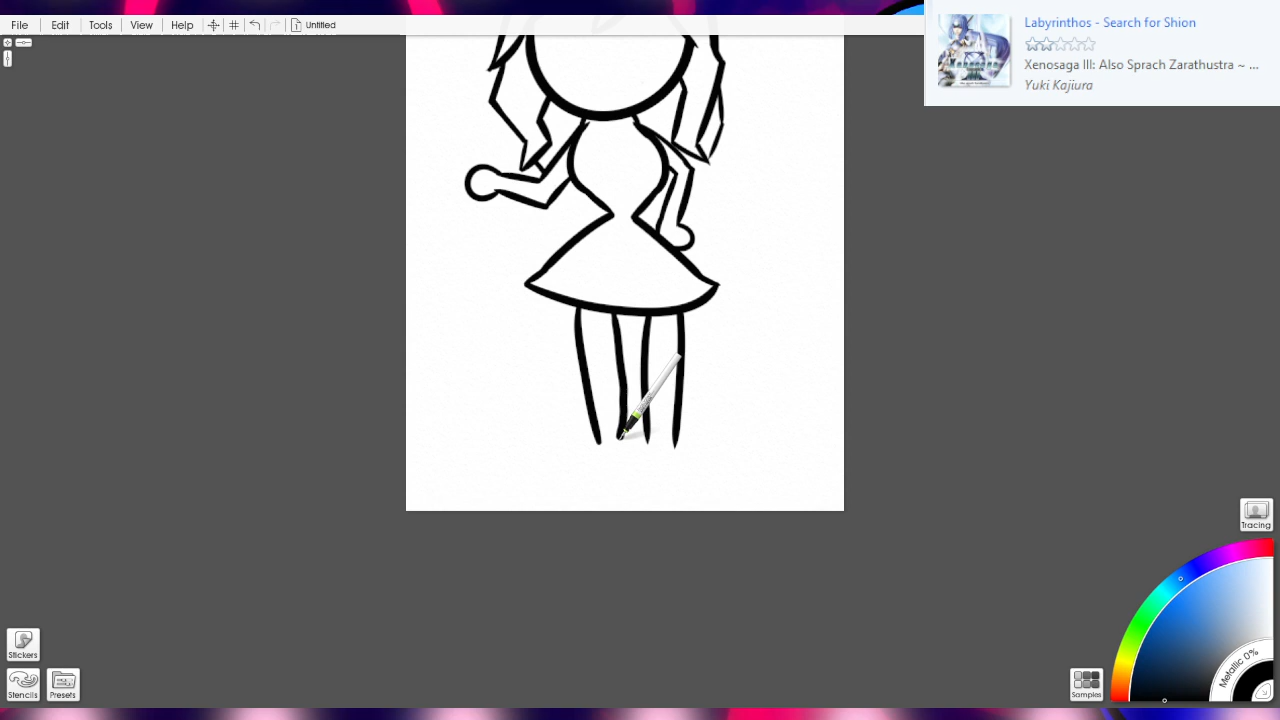 File Edit Tools View Help Untitled
Labyrinthos - Search for Shion
Xenosaga III: Also Sprach Zarathustra ~ ...
Yuki Kajiura
Tracing
Metallic 0%
Stickers
Stencils Presets
Samples